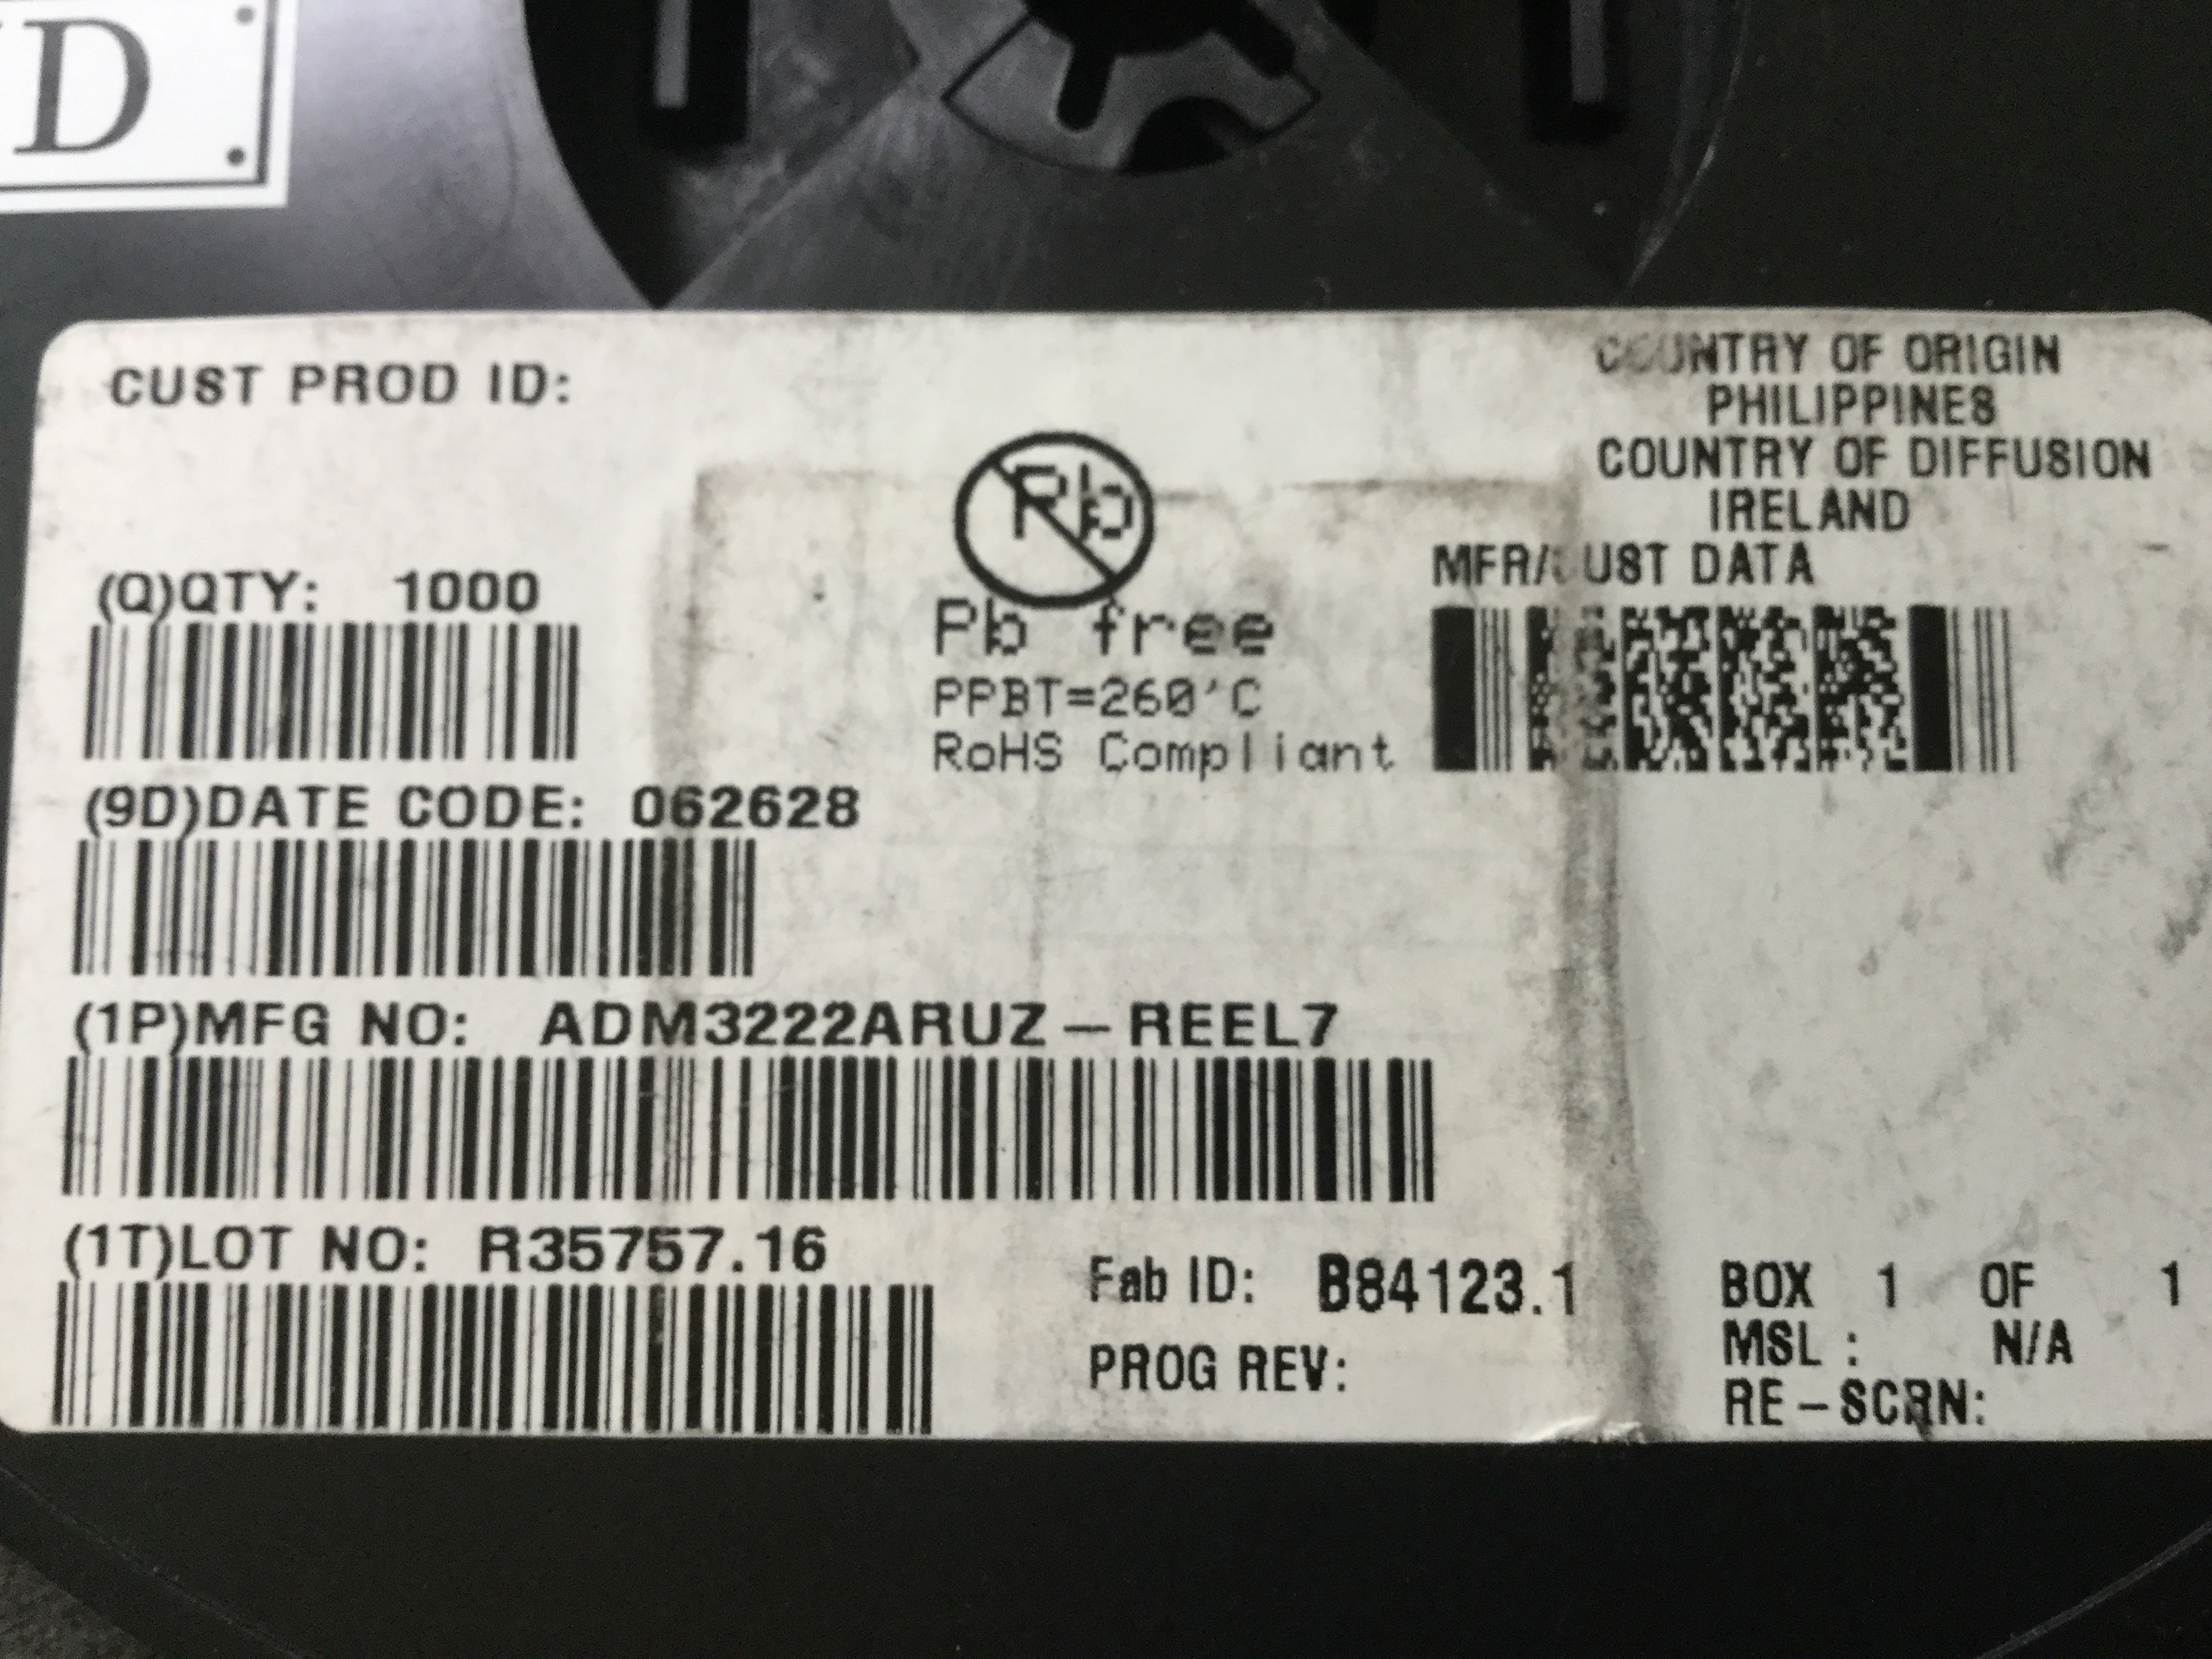 D
CUST PROD ID:
COUNTRY OF ORIGIN
PHILIPPINES
COUNTRY OF DIFFUSION
IRELAND
Pb
Pb free
PPBT=260'C
RoHS Compliant
MFR/CUST DATA
(Q)QTY: 1000
(9D)DATE CODE: 062628
(1P)MFG NO: ADM3222ARUZ-REEL7
(1T)LOT NO: R35757.16
Fab ID: B84123.1
PROG REV:
BOX 1 OF 1
MSL : N/A
RE-SCRN: